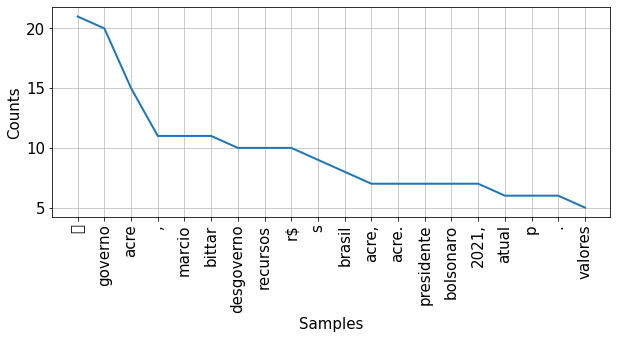 20
15
10
5
Counts
governo
acre
,
marcio
bittar
desgoverno
recursos
r$
s
brasil
acre,
acre.
presidente
bolsonaro
2021,
atual
p
.
valores
Samples